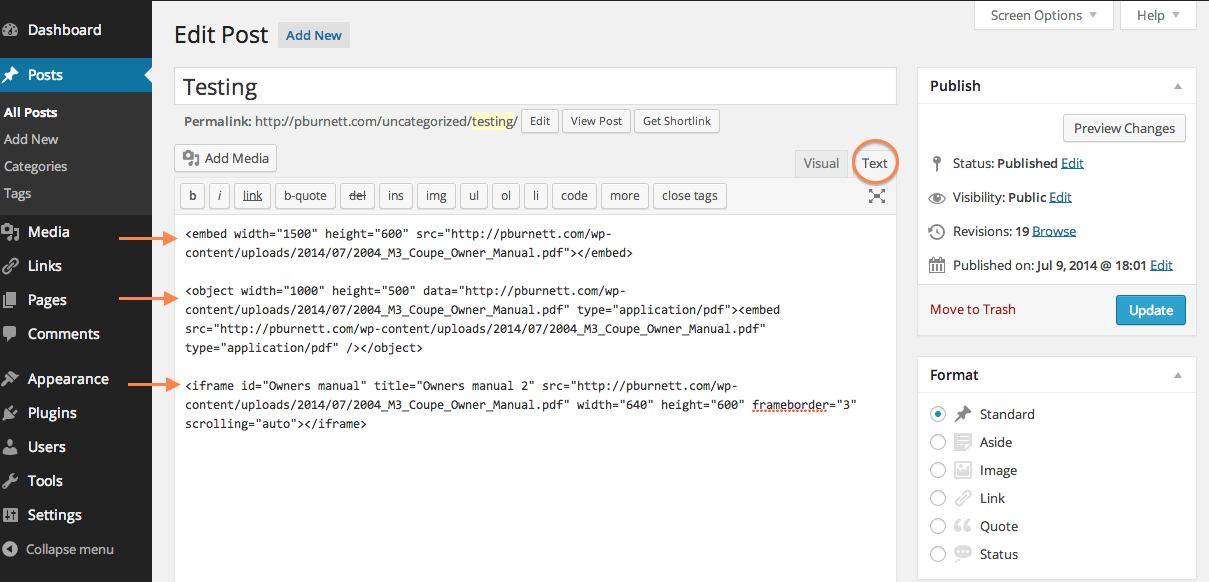 Dashboard
Posts
All Posts
Add New
Categories
Tags
Media
Links
Pages
Comments
Appearance
Plugins
Users
Tools
Settings
Collapse menu
Screen Options
Help
Edit Post Add New
Testing
Permalink: http://pburnett.com/uncategorized/testing/ Edit View Post Get Shortlink
Add Media
Visual Text
b i link b-quote del ins img ul ol li code more close tags
<embed width="1500" height="600" src="http://pburnett.com/wp-
content/uploads/2014/07/2004_M3_Coupe_Owner_Manual.pdf"></embed>
<object width="1000" height="500" data="http://pburnett.com/wp-
content/uploads/2014/07/2004_M3_Coupe_Owner_Manual.pdf" type="application/pdf"><embed
src="http://pburnett.com/wp-content/uploads/2014/07/2004_M3_Coupe_Owner_Manual.pdf"
type="application/pdf" /></object>
<iframe id="Owners manual" title="Owners manual 2" src="http://pburnett.com/wp-
content/uploads/2014/07/2004_M3_Coupe_Owner_Manual.pdf" width="640" height="600" frameborder="3"
scrolling="auto"></iframe>
Publish
Preview Changes
Status: Published Edit
Visibility: Public Edit
Revisions: 19 Browse
Published on: Jul 9, 2014 @ 18:01 Edit
Move to Trash Update
Format
Standard
Aside
Image
Link
Quote
Status